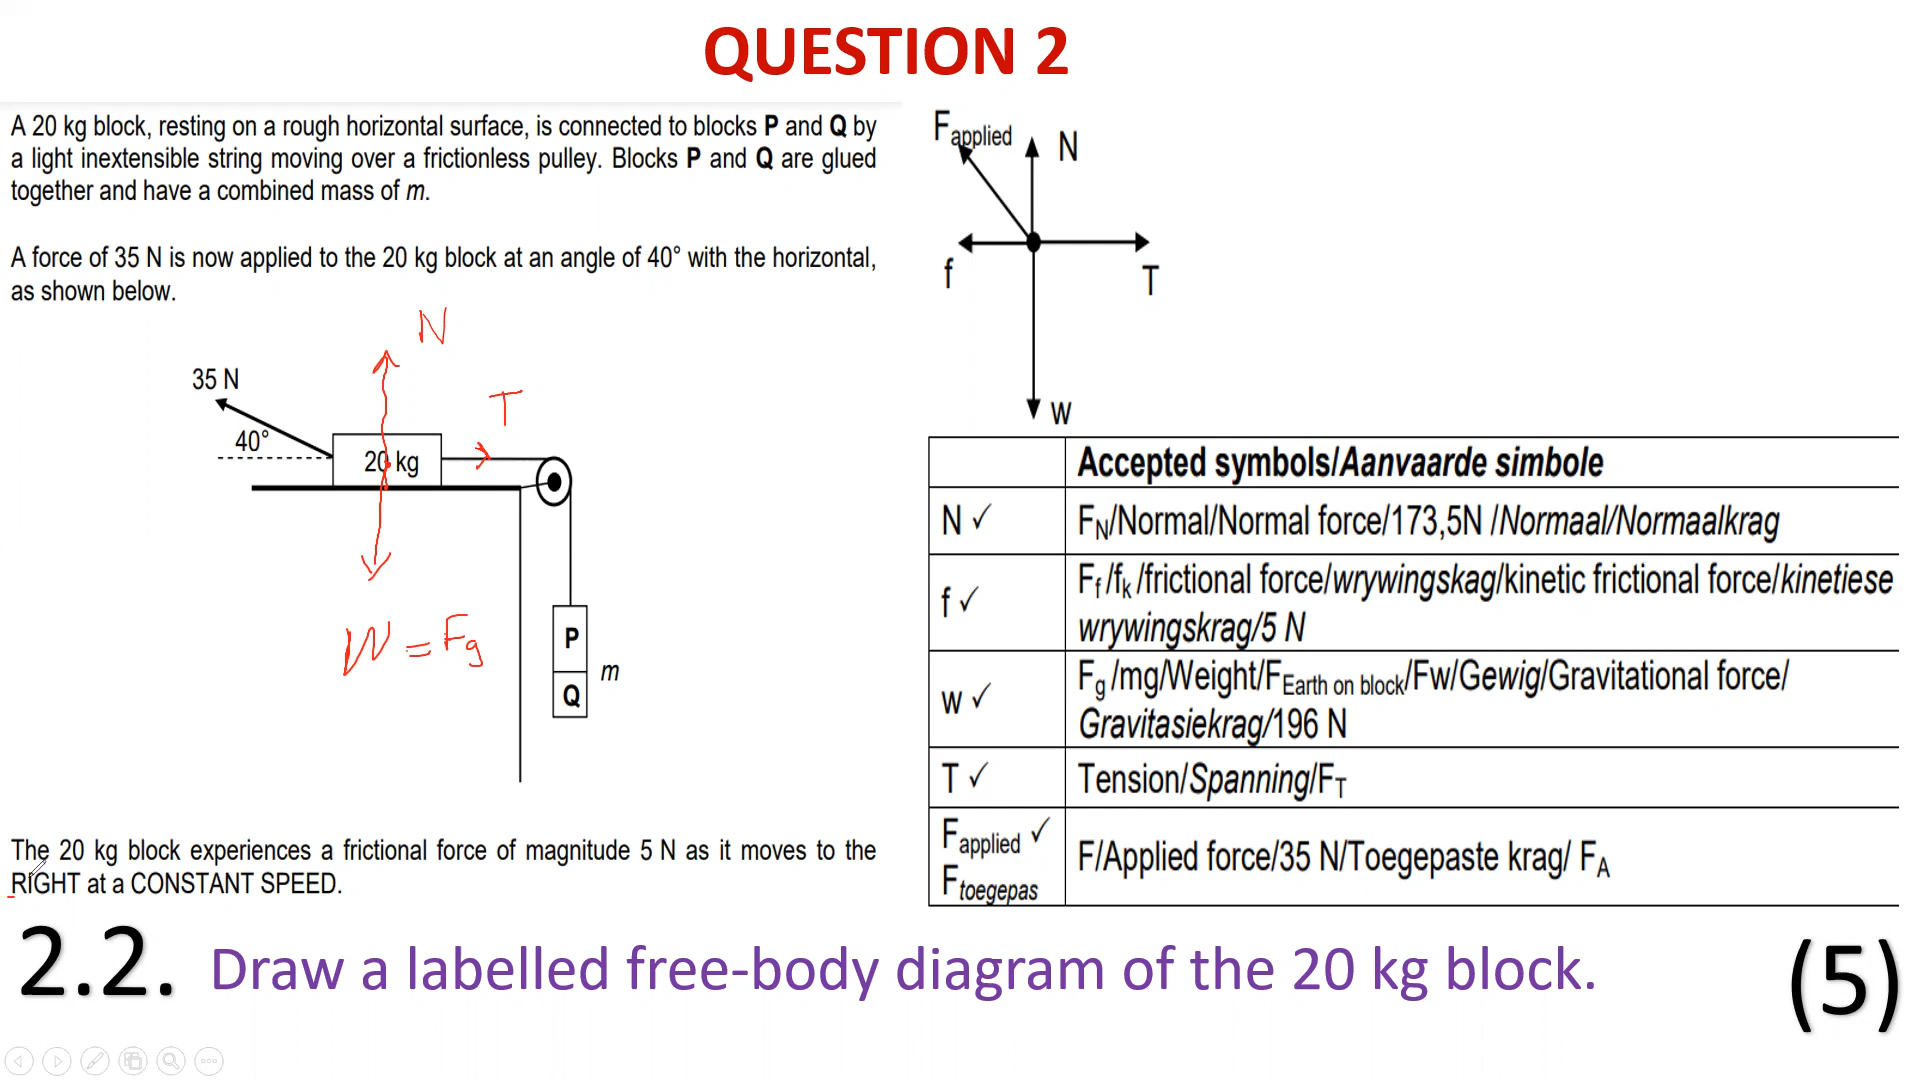 QUESTION 2
A 20 kg block, resting on a rough horizontal surface, is connected to blocks P and Q by
a light inextensible string moving over a frictionless pulley. Blocks P and Q are glued
together and have a combined mass of m.
A force of 35 N is now applied to the 20 kg block at an angle of 40° with the horizontal,
as shown below.
N
35 N
T
40°
20 kg
P
W = Fg
m
Q
The 20 kg block experiences a frictional force of magnitude 5 N as it moves to the
RIGHT at a CONSTANT SPEED.
Fapplied
N
f
T
w
Accepted symbols/Aanvaarde simbole
N ✓ FN/Normal/Normal force/173,5N /Normaal/Normaalkrag
f ✓ Ff /fk /frictional force/wrywingskag/kinetic frictional force/kinetiese
wrywingskrag/5 N
w ✓ Fg /mg/Weight/FEarth on block/Fw/Gewig/Gravitational force/
Gravitasiekrag/196 N
T ✓ Tension/Spanning/FT
Fapplied ✓ F/Applied force/35 N/Toegepaste krag/ FA
Ftoegepas
2.2. Draw a labelled free-body diagram of the 20 kg block. (5)